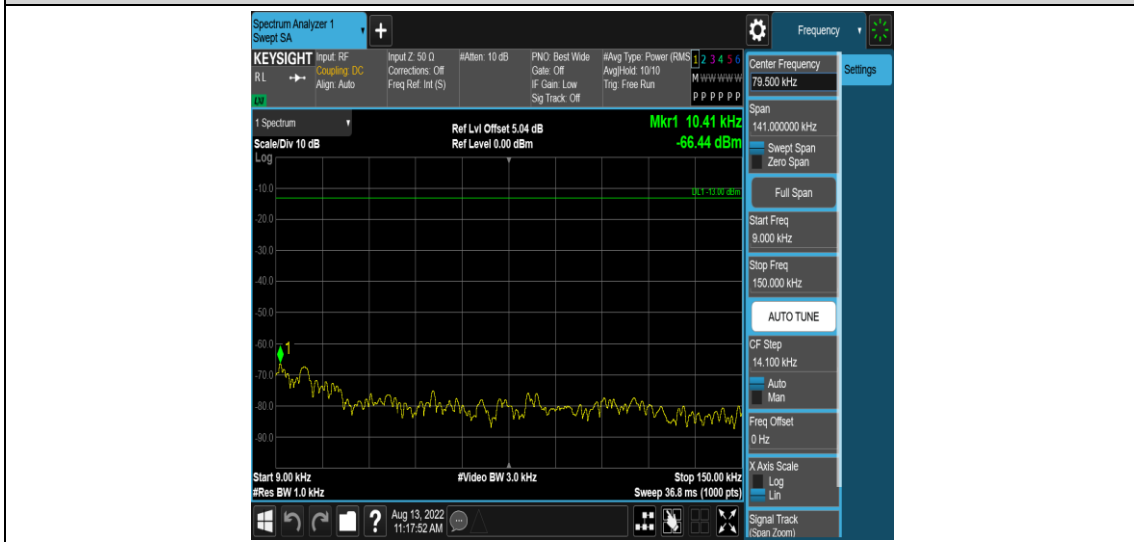 Spectrum Analyzer 1
Swept SA
Frequency
KEYSIGHT
RL
LXI
Input: RF
Coupling: DC
Align: Auto
Input Z: 50 Ω
Corrections: Off
Freq Ref: Int (S)
#Atten: 10 dB
PNO: Best Wide
Gate: Off
IF Gain: Low
Sig Track: Off
#Avg Type: Power (RMS
Avg|Hold: 10/10
Trig: Free Run
1 2 3 4 5 6
M W W W W W
P P P P P P
Center Frequency
79.500 kHz
Settings
Span
141.000000 kHz
Swept Span
Zero Span
Full Span
Start Freq
9.000 kHz
Stop Freq
150.000 kHz
AUTO TUNE
CF Step
14.100 kHz
Auto
Man
Freq Offset
0 Hz
X Axis Scale
Log
Lin
Signal Track
(Span Zoom)
1 Spectrum
Scale/Div 10 dB
Ref Lvl Offset 5.04 dB
Ref Level 0.00 dBm
Mkr1 10.41 kHz
-66.44 dBm
Log
DL1 -13.00 dBm
-10.0
-20.0
-30.0
-40.0
-50.0
-60.0
1
-70.0
-80.0
-90.0
Start 9.00 kHz
#Res BW 1.0 kHz
#Video BW 3.0 kHz
Stop 150.00 kHz
Sweep 36.8 ms (1000 pts)
Aug 13, 2022
11:17:52 AM